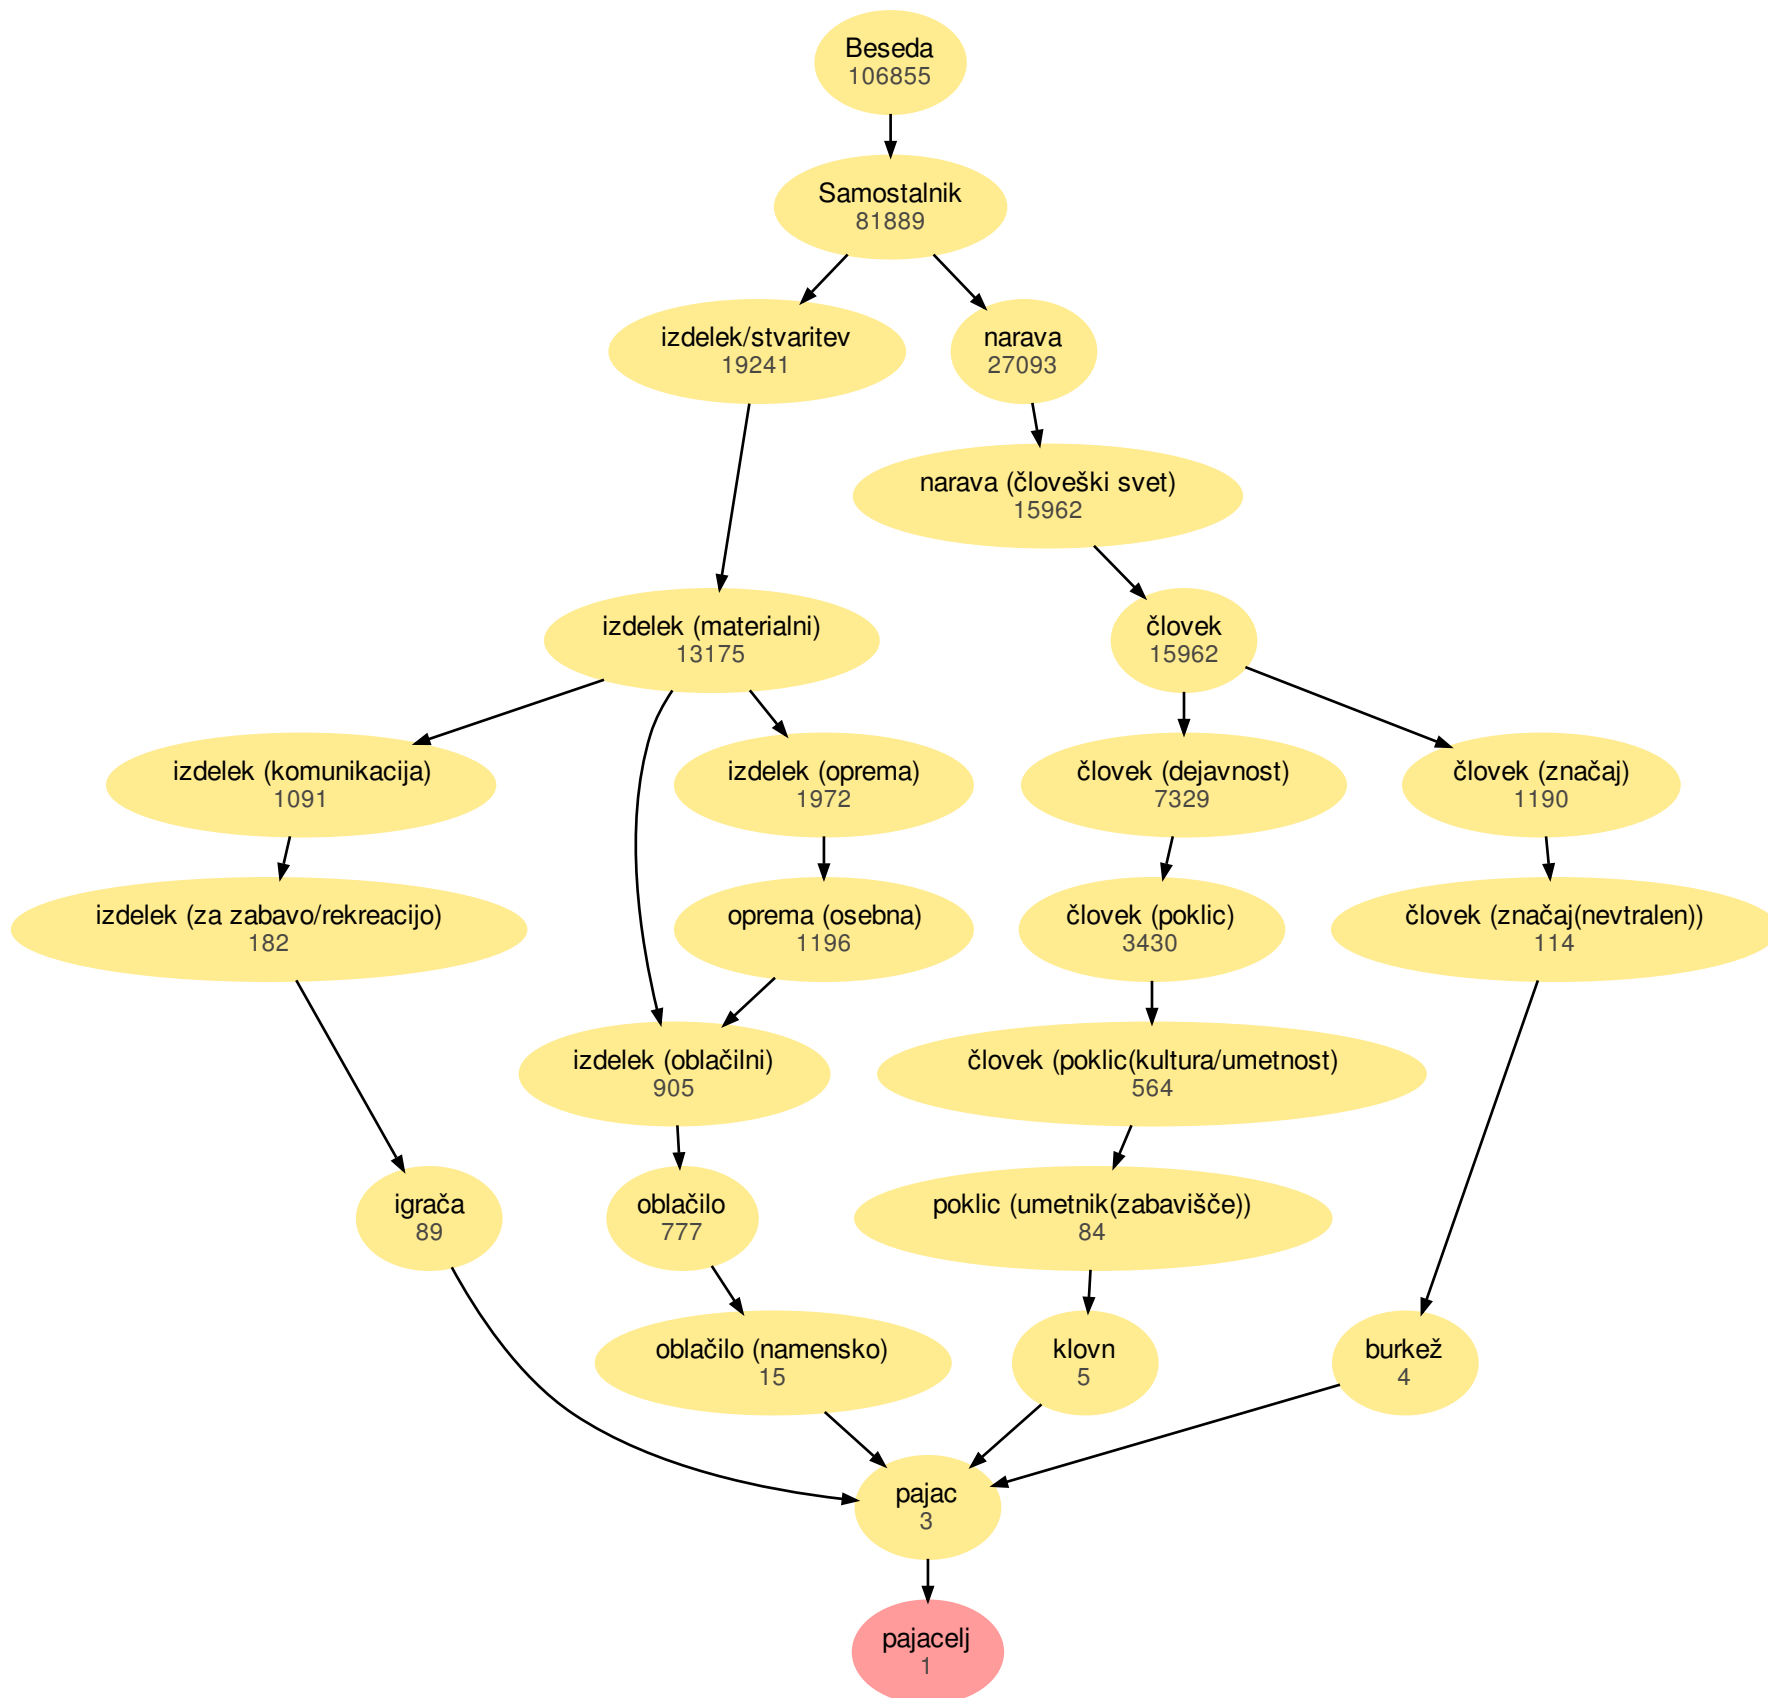 Beseda
106855
Samostalnik
81889
izdelek/stvaritev
19241
narava
27093
narava (človeški svet)
15962
izdelek (materialni)
13175
človek
15962
izdelek (komunikacija)
1091
izdelek (oprema)
1972
človek (dejavnost)
7329
človek (značaj)
1190
izdelek (za zabavo/rekreacijo)
182
oprema (osebna)
1196
človek (poklic)
3430
človek (značaj(nevtralen))
114
izdelek (oblačilni)
905
človek (poklic(kultura/umetnost)
564
igrača
89
oblačilo
777
poklic (umetnik(zabavišče))
84
oblačilo (namensko)
15
klovn
5
burkež
4
pajac
3
pajacelj
1